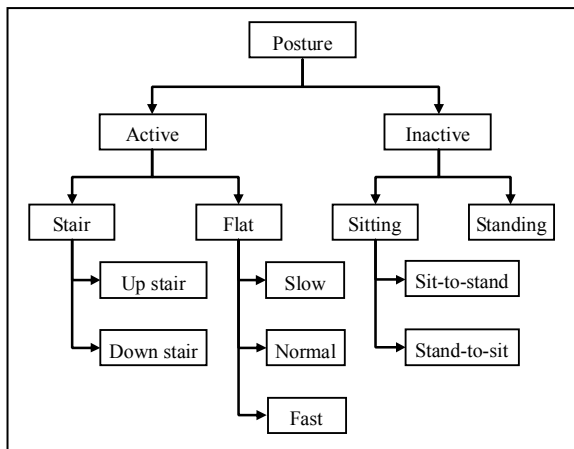 Posture
Active
Inactive
Stair
Flat
Sitting
Standing
Up stair
Slow
Sit-to-stand
Down stair
Normal
Stand-to-sit
Fast